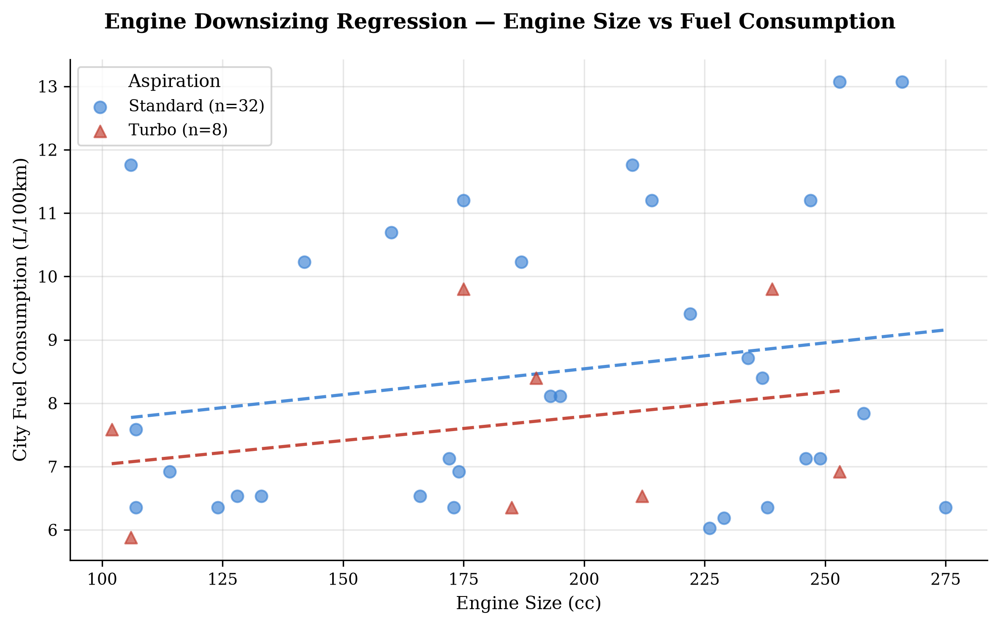 Engine Downsizing Regression — Engine Size vs Fuel Consumption
Aspiration
Standard (n=32)
Turbo (n=8)
City Fuel Consumption (L/100km)
13
12
11
10
9
8
7
6
100 125 150 175 200 225 250 275
Engine Size (cc)